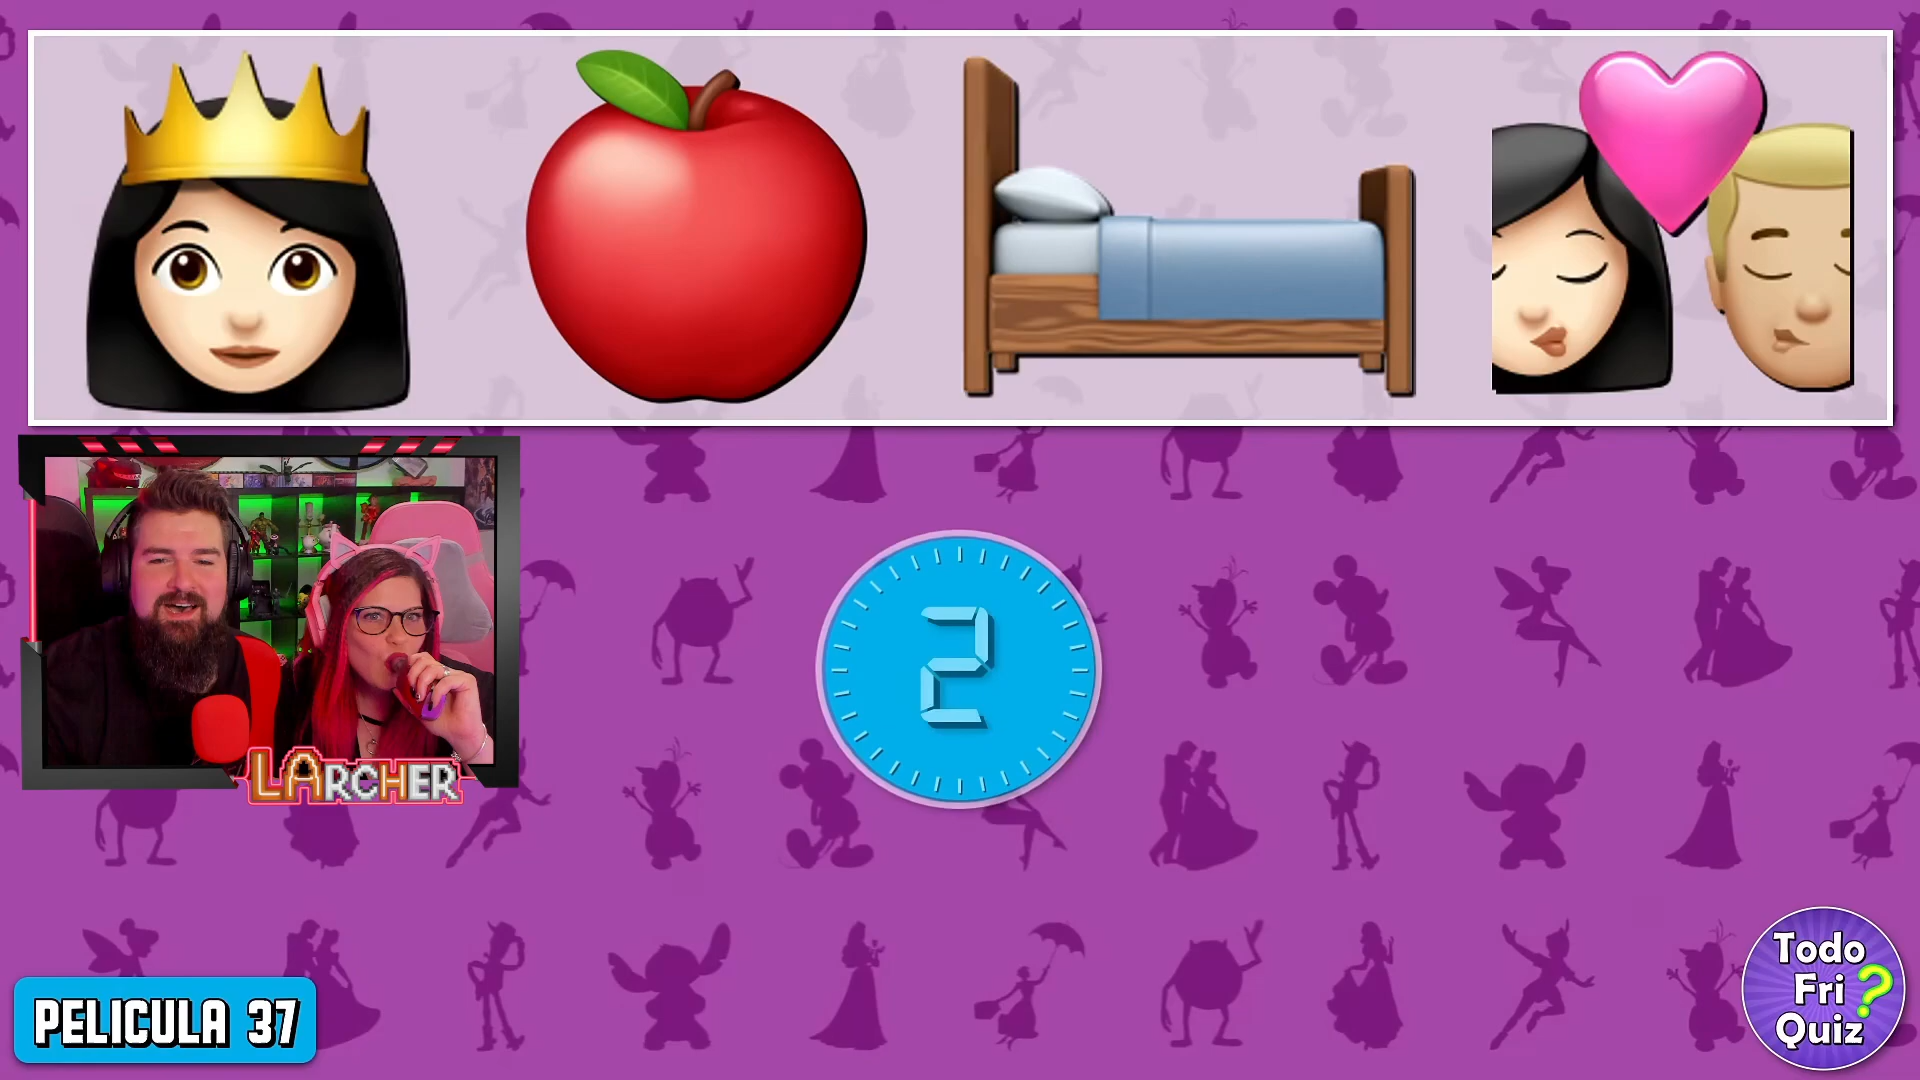 2
LARCHER
PELICULA 37
Todo
Fri
Quiz
?